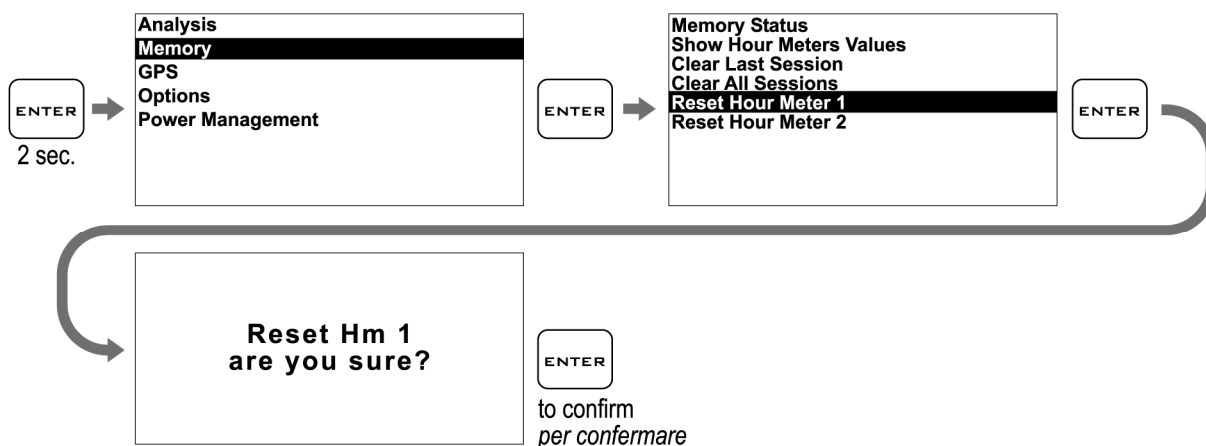 ENTER
2 sec.
Analysis
Memory
GPS
Options
Power Management
ENTER
Memory Status
Show Hour Meters Values
Clear Last Session
Clear All Sessions
Reset Hour Meter 1
Reset Hour Meter 2
ENTER
Reset Hm 1
are you sure?
ENTER
to confirm
per confermare